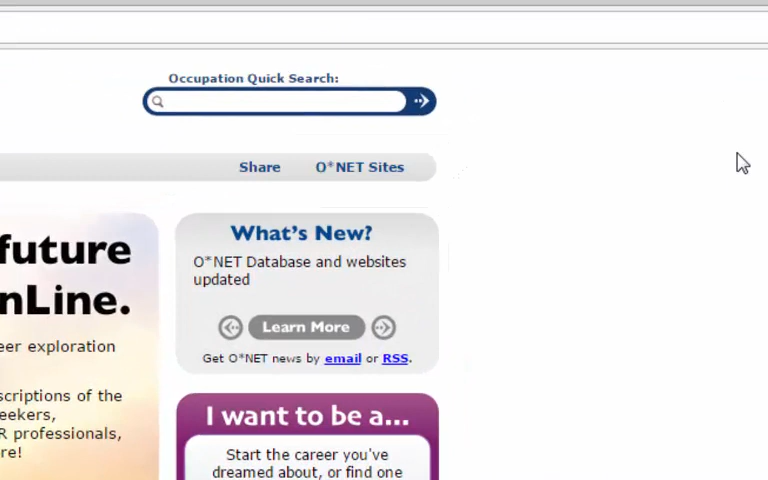 Occupation Quick Search:
Share O*NET Sites
future
nLine.
eer exploration
scriptions of the
eekers,
R professionals,
re!
What's New?
O*NET Database and websites
updated
Learn More
Get O*NET news by email or RSS.
I want to be a...
Start the career you've
dreamed about, or find one